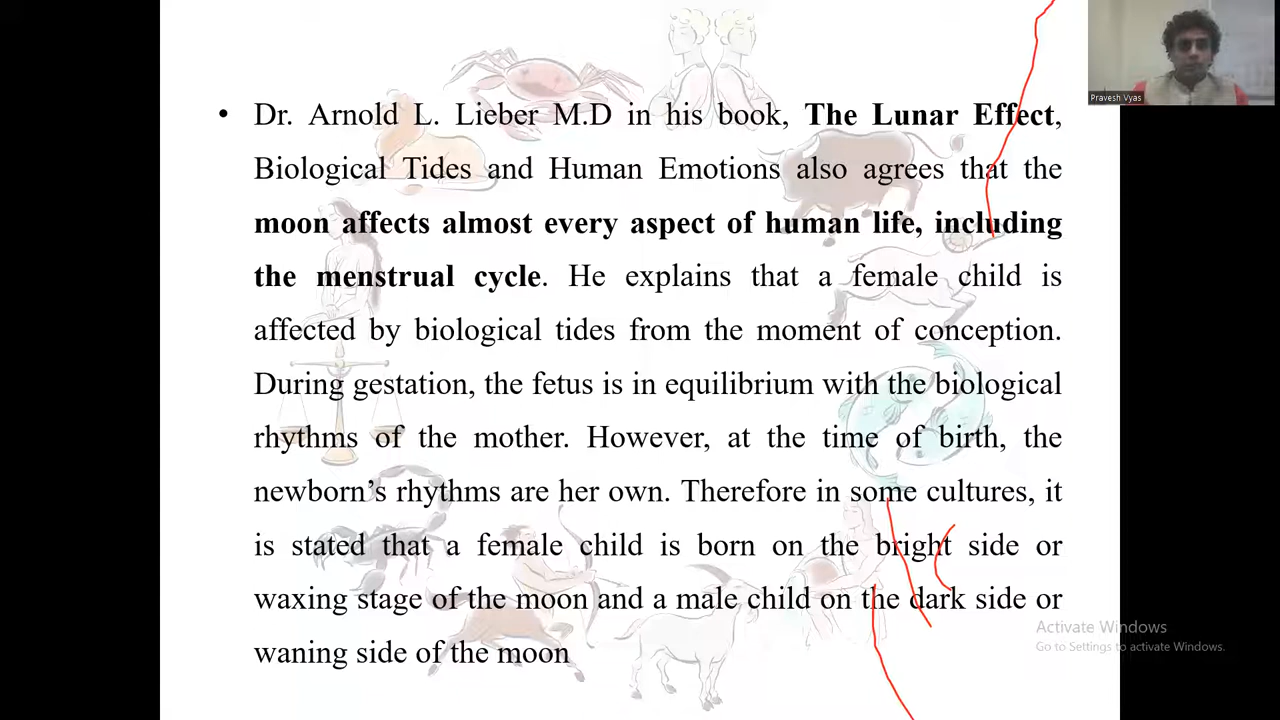 Pravesh Vyas
• Dr. Arnold L. Lieber M.D in his book, The Lunar Effect,
Biological Tides and Human Emotions also agrees that the
moon affects almost every aspect of human life, including
the menstrual cycle. He explains that a female child is
affected by biological tides from the moment of conception.
During gestation, the fetus is in equilibrium with the biological
rhythms of the mother. However, at the time of birth, the
newborn’s rhythms are her own. Therefore in some cultures, it
is stated that a female child is born on the bright side or
waxing stage of the moon and a male child on the dark side or
waning side of the moon
Activate Windows
Go to Settings to activate Windows.